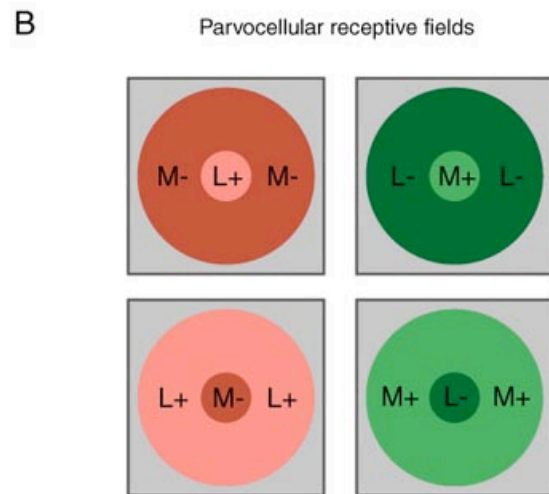 B
Parvocellular receptive fields
M- L+ M-
L- M+ L-
L+ M- L+
M+ L- M+